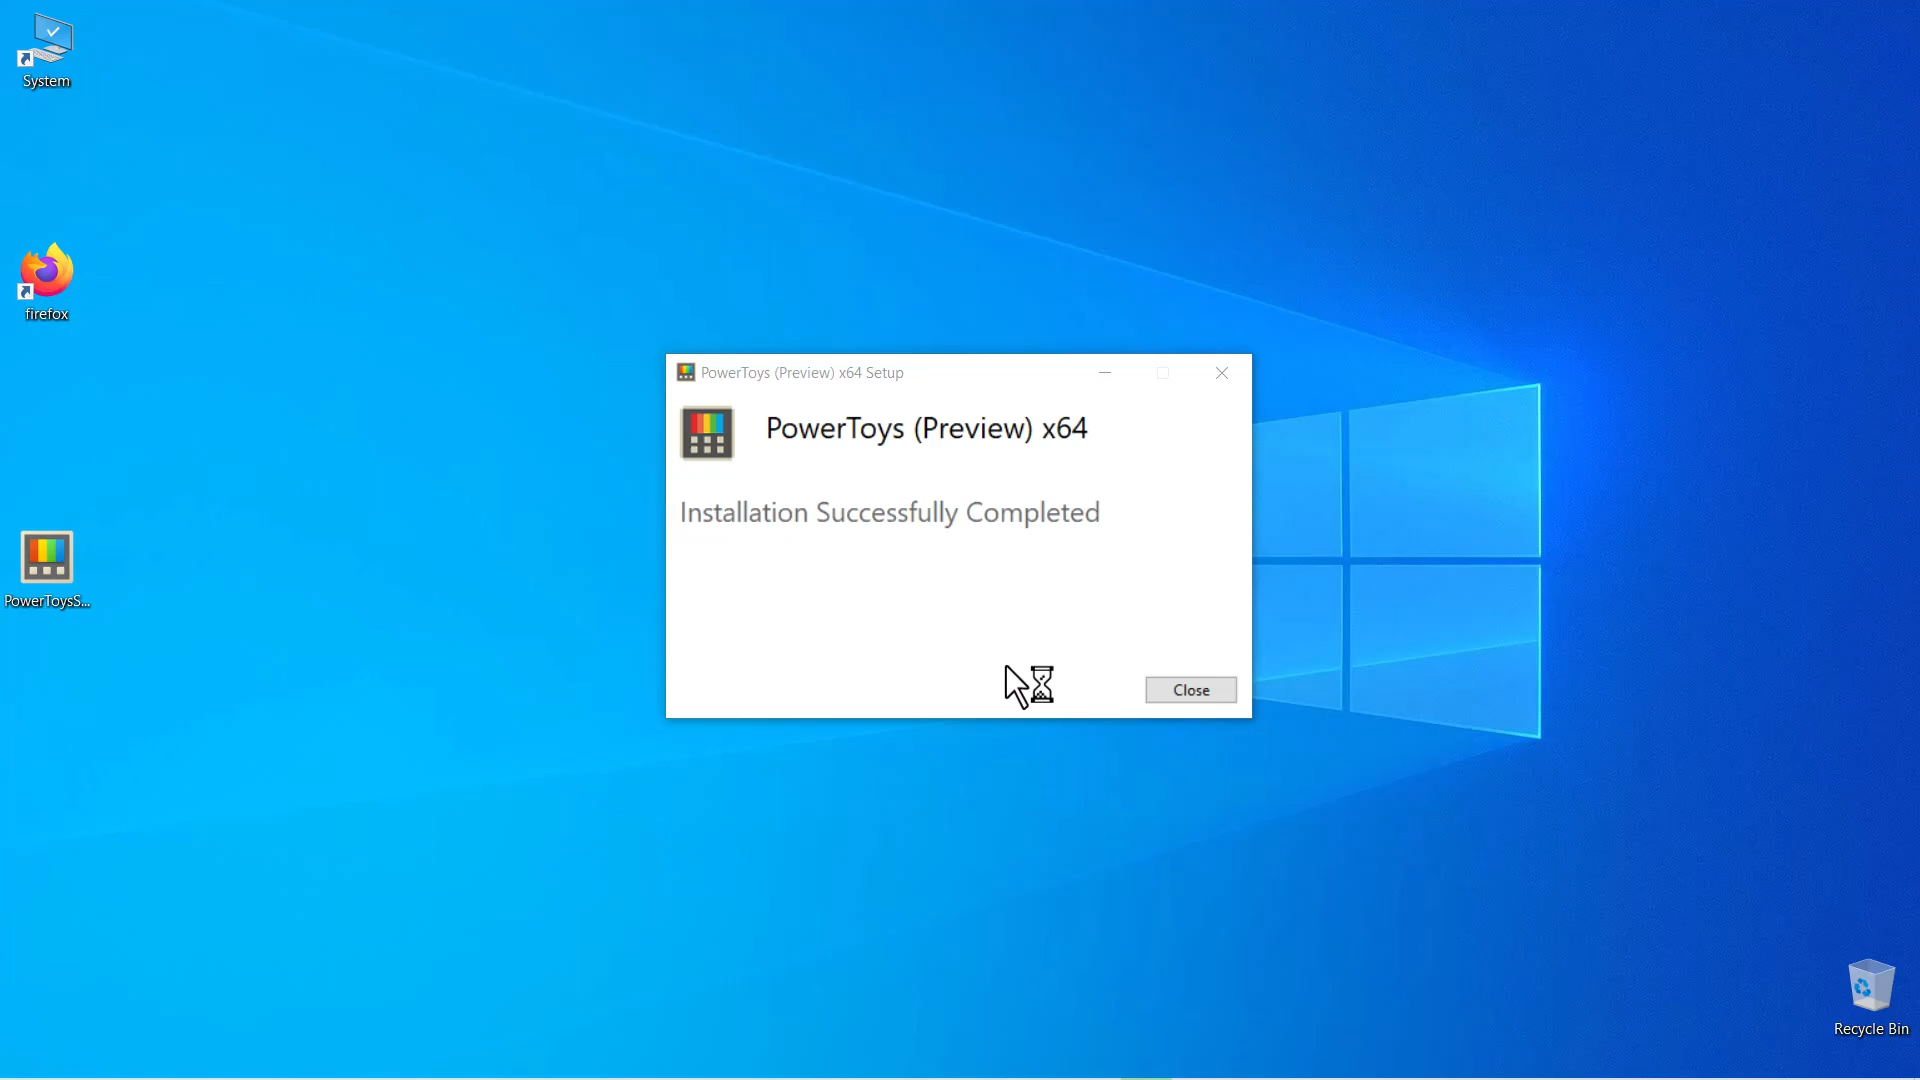 System
firefox
PowerToysS...
PowerToys (Preview) x64 Setup
PowerToys (Preview) x64
Installation Successfully Completed
Close
Recycle Bin